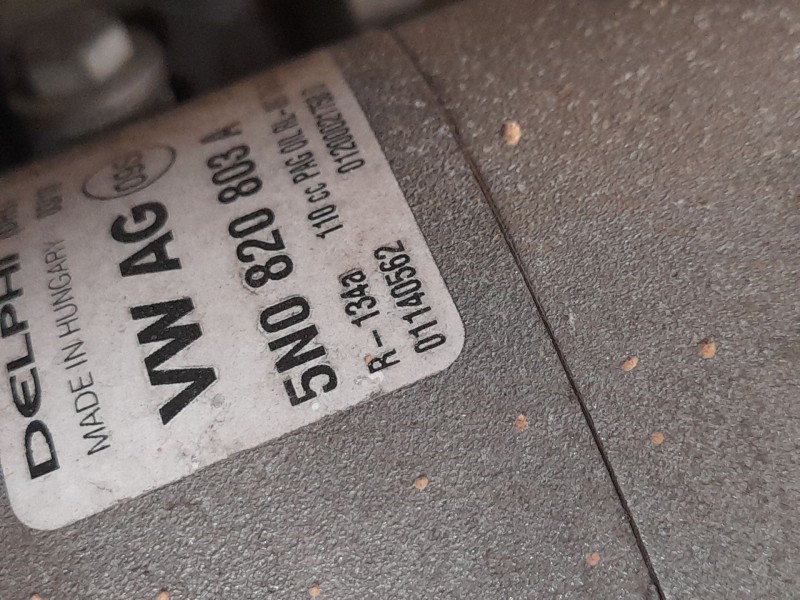 DELPHI
MADE IN HUNGARY
VW AG
5N0 820 803 A
R-134a 110 CC PAG OIL
01140562